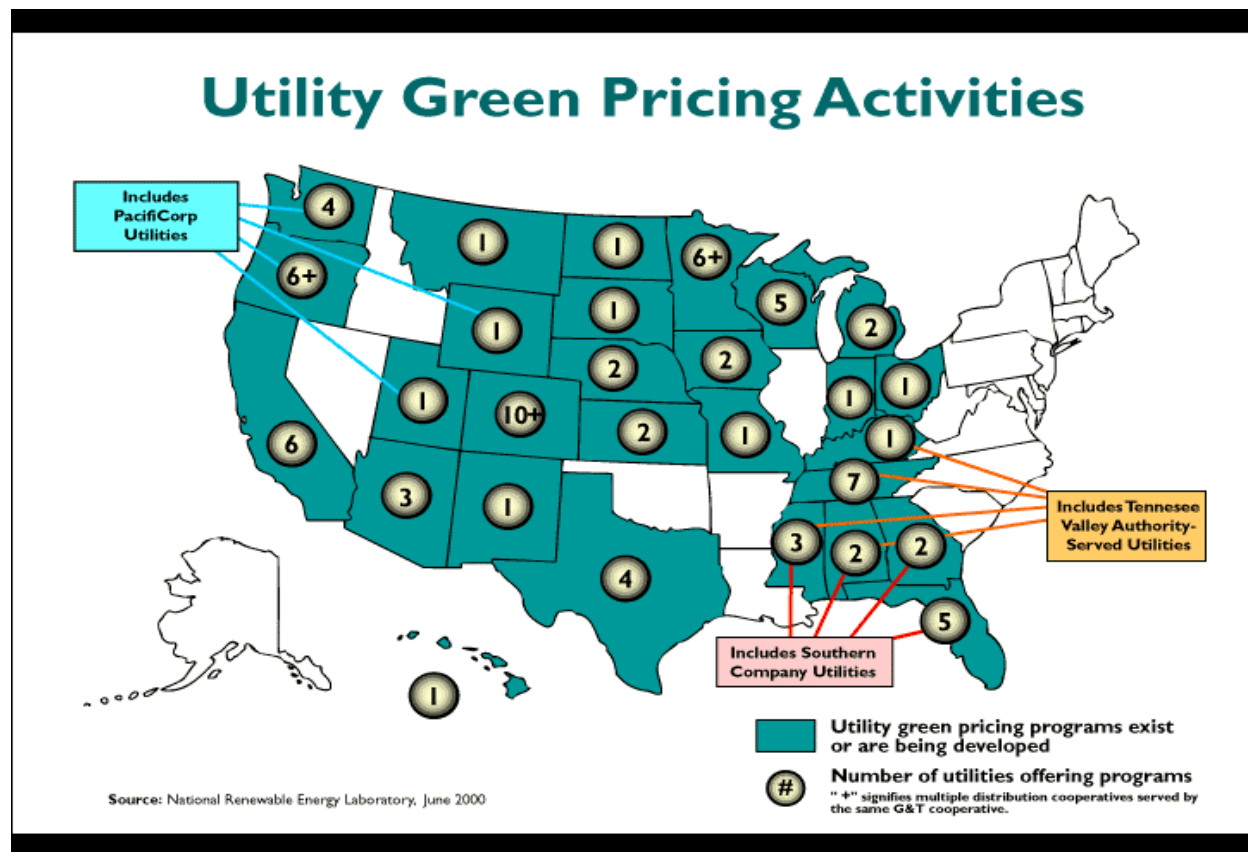 Utility Green Pricing Activities
Includes
PacifiCorp
Utilities
4
6+
1
1
6+
5
2
1
1
2
2
1
1
1
10+
2
1
1
6
3
1
7
4
3
2
2
5
1
Includes Tennesee
Valley Authority-
Served Utilities
Includes Southern
Company Utilities
Utility green pricing programs exist
or are being developed
#
Number of utilities offering programs
" +" signifies multiple distribution cooperatives served by
the same G&T cooperative.
Source: National Renewable Energy Laboratory, June 2000